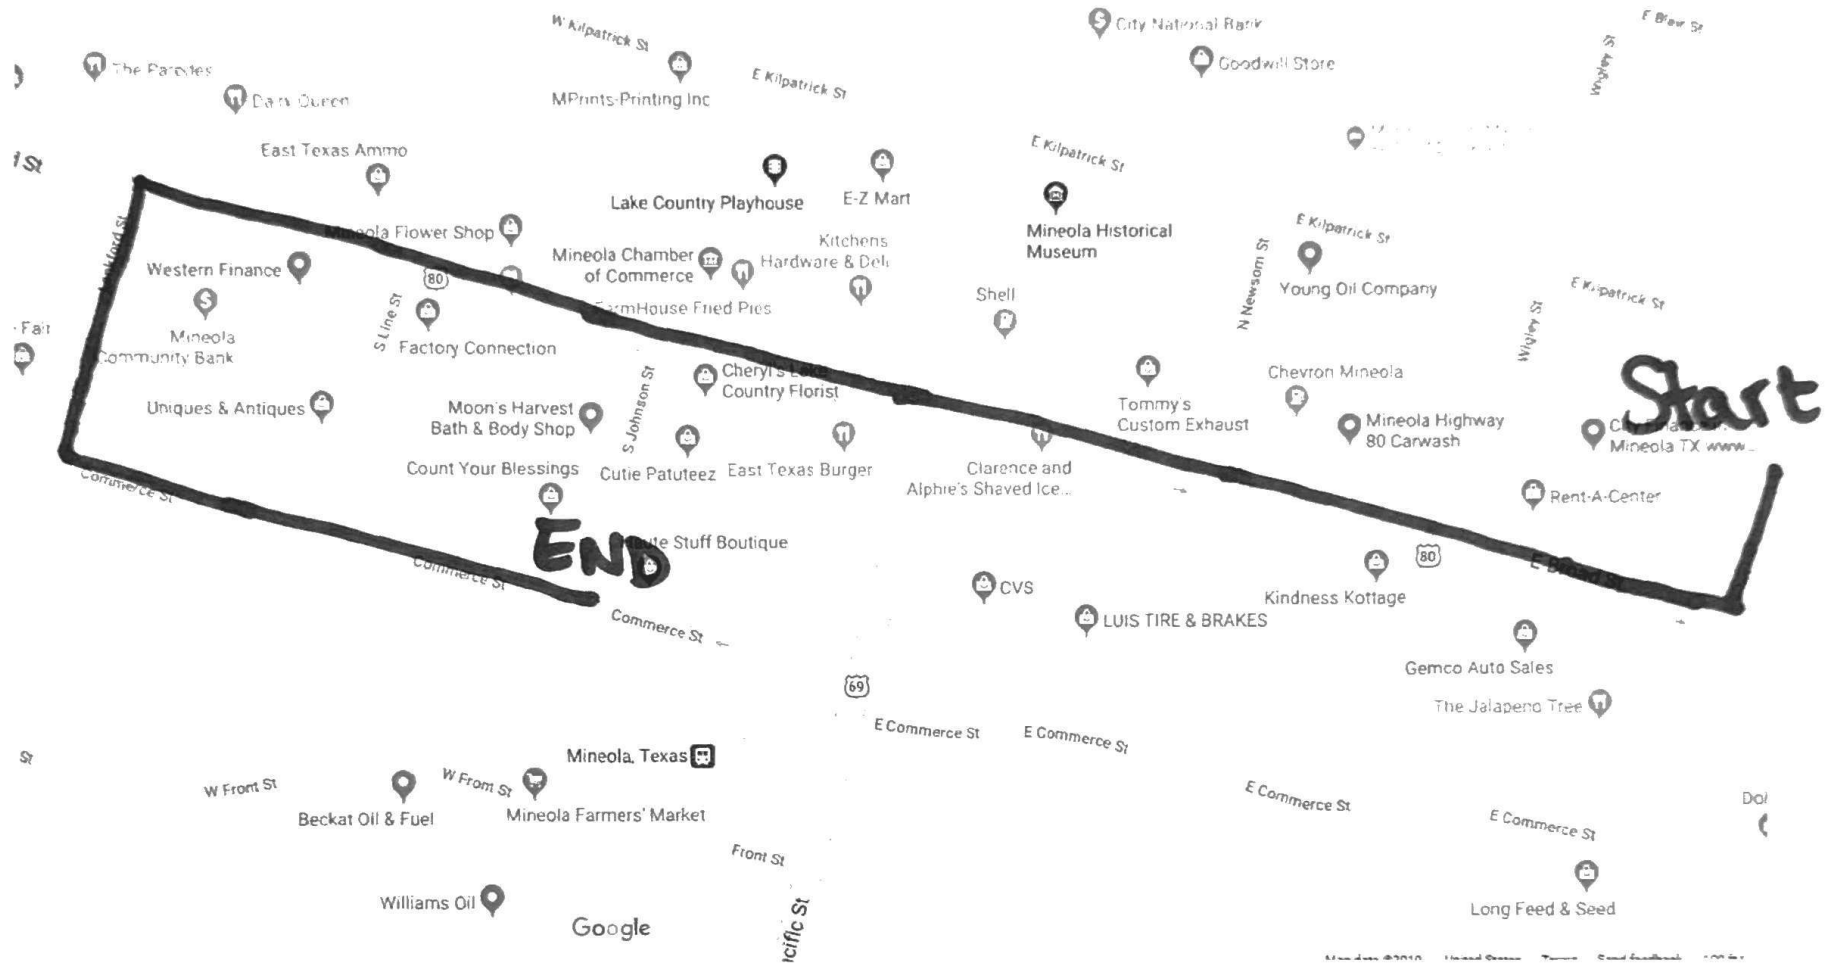 W Kilpatrick St
City National Bank
E Blair St
Goodwill Store
Wigley St
The Parodies
MPrints-Printing Inc
E Kilpatrick St
East Texas Ammo
St
E Kilpatrick St
Lake Country Playhouse
E-Z Mart
Mineola Historical
Museum
E Kilpatrick St
Mineola Flower Shop
Mineola Chamber
of Commerce
Kitchens
Hardware & Deli
Western Finance
80
N Newsom St
Young Oil Company
E Kilpatrick St
Shell
FarmHouse Fried Pies
S Line St
Mineola
Community Bank
Factory Connection
Fair
Wigley St
Start
Cheryl's Lake
Country Florist
Chevron Mineola
Tommy's
Custom Exhaust
Uniques & Antiques
Moon's Harvest
Bath & Body Shop
S Johnson St
Mineola Highway
80 Carwash
Mineola TX www...
Count Your Blessings
Cutie Patuteez
East Texas Burger
Clarence and
Alphie's Shaved Ice...
Commerce St
Rent-A-Center
END
Stuff Boutique
80
E Broad St
Commerce St
CVS
Kindness Kottage
LUIS TIRE & BRAKES
Commerce St
Gemco Auto Sales
69
The Jalapeno Tree
E Commerce St
E Commerce St
St
Mineola, Texas
W Front St
W Front St
Beckat Oil & Fuel
Mineola Farmers' Market
E Commerce St
E Commerce St
Front St
Williams Oil
Google
Long Feed & Seed